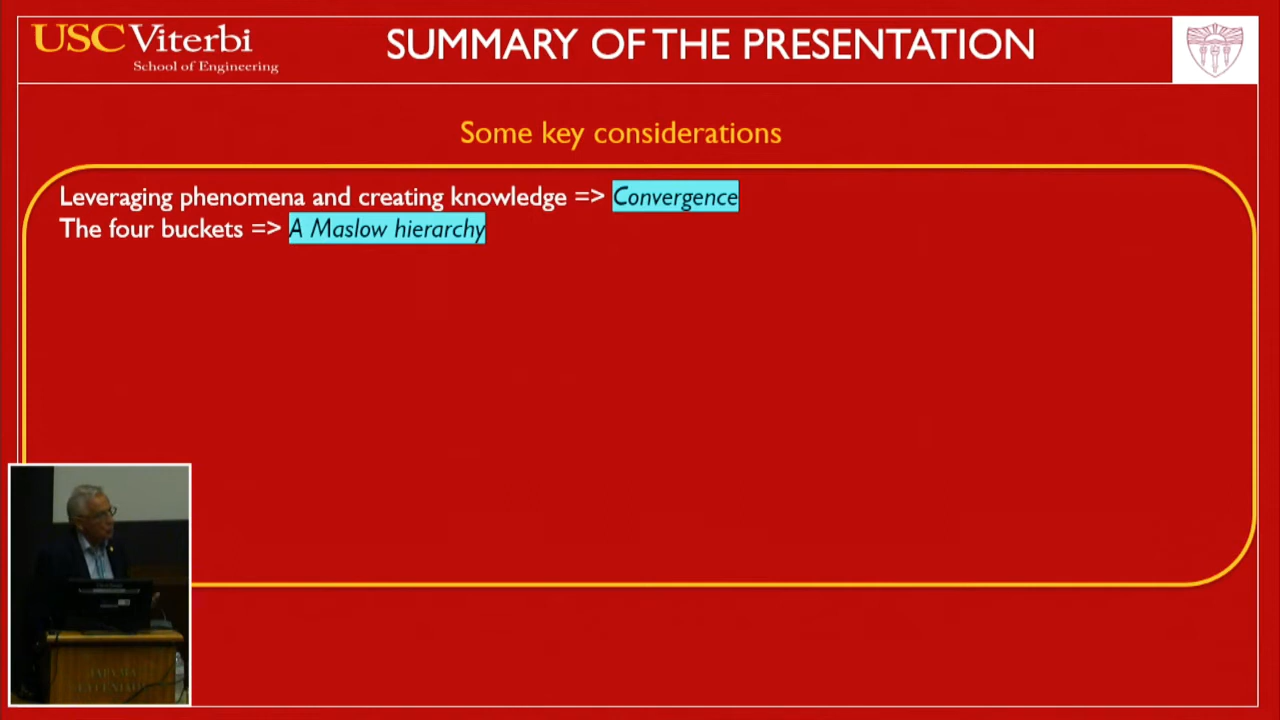 USC Viterbi
School of Engineering
SUMMARY OF THE PRESENTATION
Some key considerations
Leveraging phenomena and creating knowledge => Convergence
The four buckets => A Maslow hierarchy